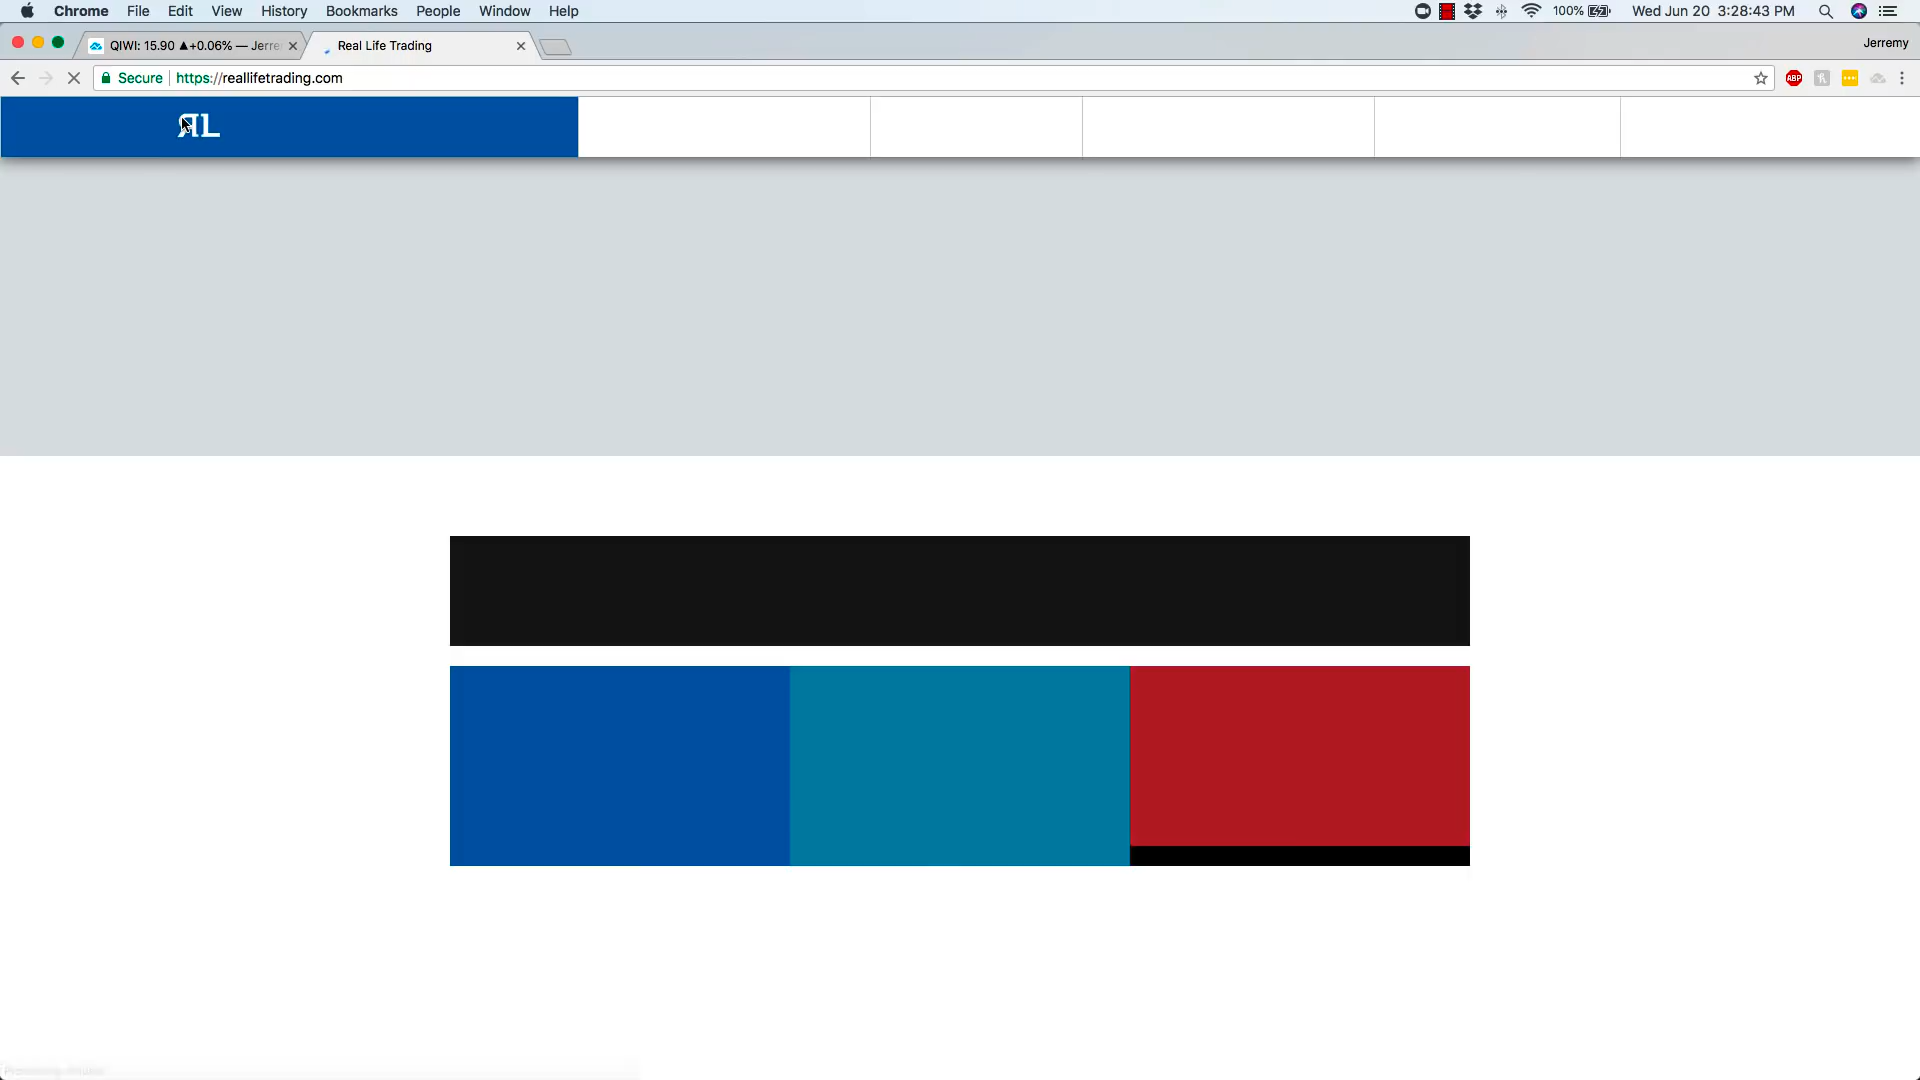 Chrome File Edit View History Bookmarks People Window Help 100% Wed Jun 20 3:28:43 PM
QIWI: 15.90 ▲+0.06% — Jerre Real Life Trading Jerremy
Secure https://reallifetrading.com ABP
RL